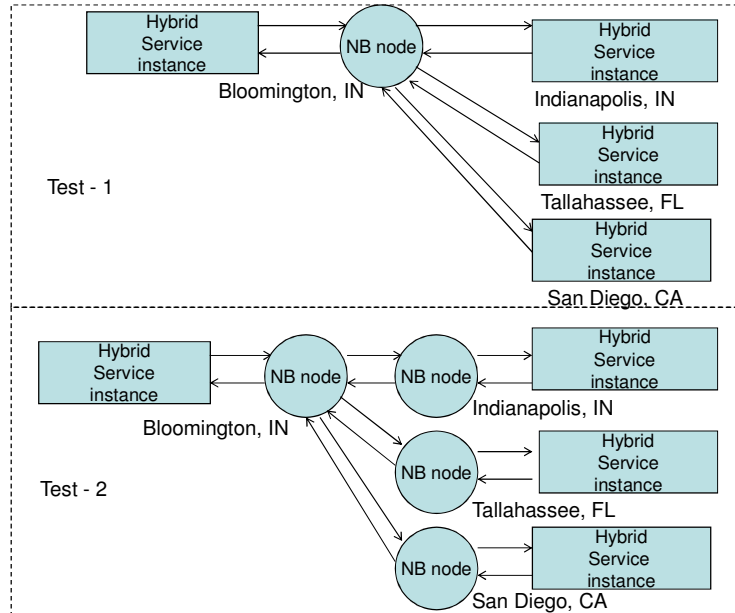 Hybrid
Service
instance
NB node
Hybrid
Service
instance
Bloomington, IN
Indianapolis, IN
Hybrid
Service
instance
Tallahassee, FL
Test - 1
Hybrid
Service
instance
San Diego, CA
Hybrid
Service
instance
NB node
NB node
Hybrid
Service
instance
Bloomington, IN
Indianapolis, IN
NB node
Hybrid
Service
instance
Tallahassee, FL
Test - 2
NB node
Hybrid
Service
instance
San Diego, CA